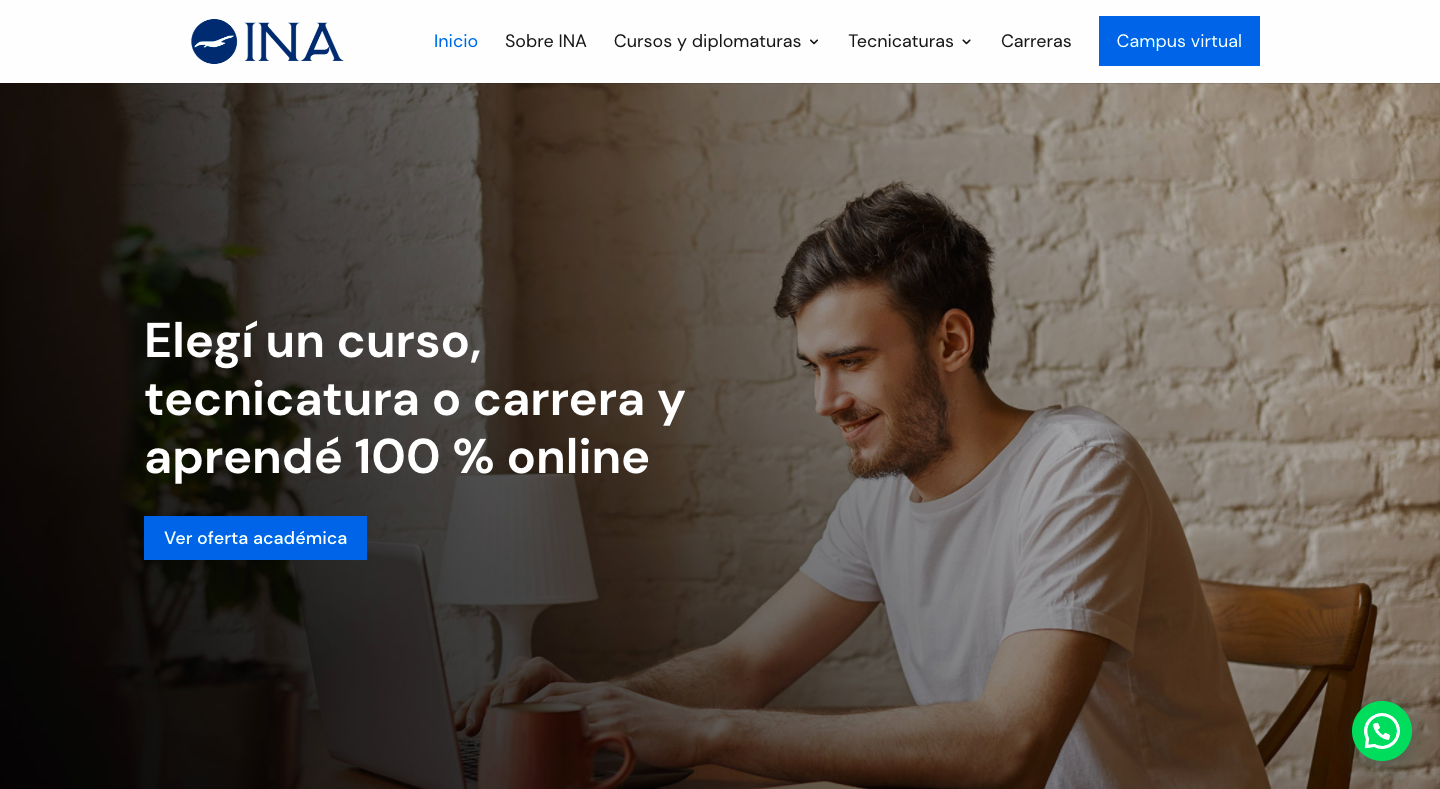 INA
Inicio
Sobre INA
Cursos y diplomaturas
Tecnicaturas
Carreras
Campus virtual
Elegí un curso,
tecnicatura o carrera y
aprendé 100 % online
Ver oferta académica